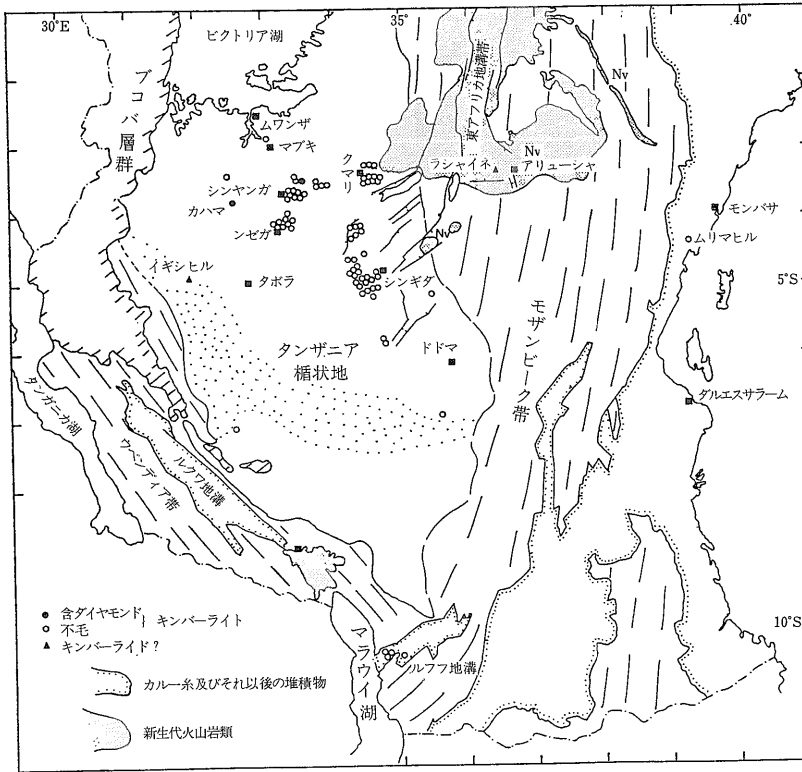 30°E
35°
40°
ビクトリア湖
ブコバ層群
ムワンザ
マブキ
東アフリカ地溝帯
Nv
クマリ
ラシャイネ
Nv
アリューシャ
シンヤンガ
カハマ
モンバサ
ンゼガ
Nv
ムリマヒル
イギシヒル
タボラ
シンギダ
5°S
タンザニア
楯状地
ドドマ
モザンビーク帯
ダルエスサラーム
タンガニカ湖
ウベンディア帯
ルクワ地溝
10°S
含ダイヤモンド
不毛
} キンバーライト
キンバーライド?
マラウイ湖
ルフフ地溝
カルー糸及びそれ以後の堆積物
新生代火山岩類